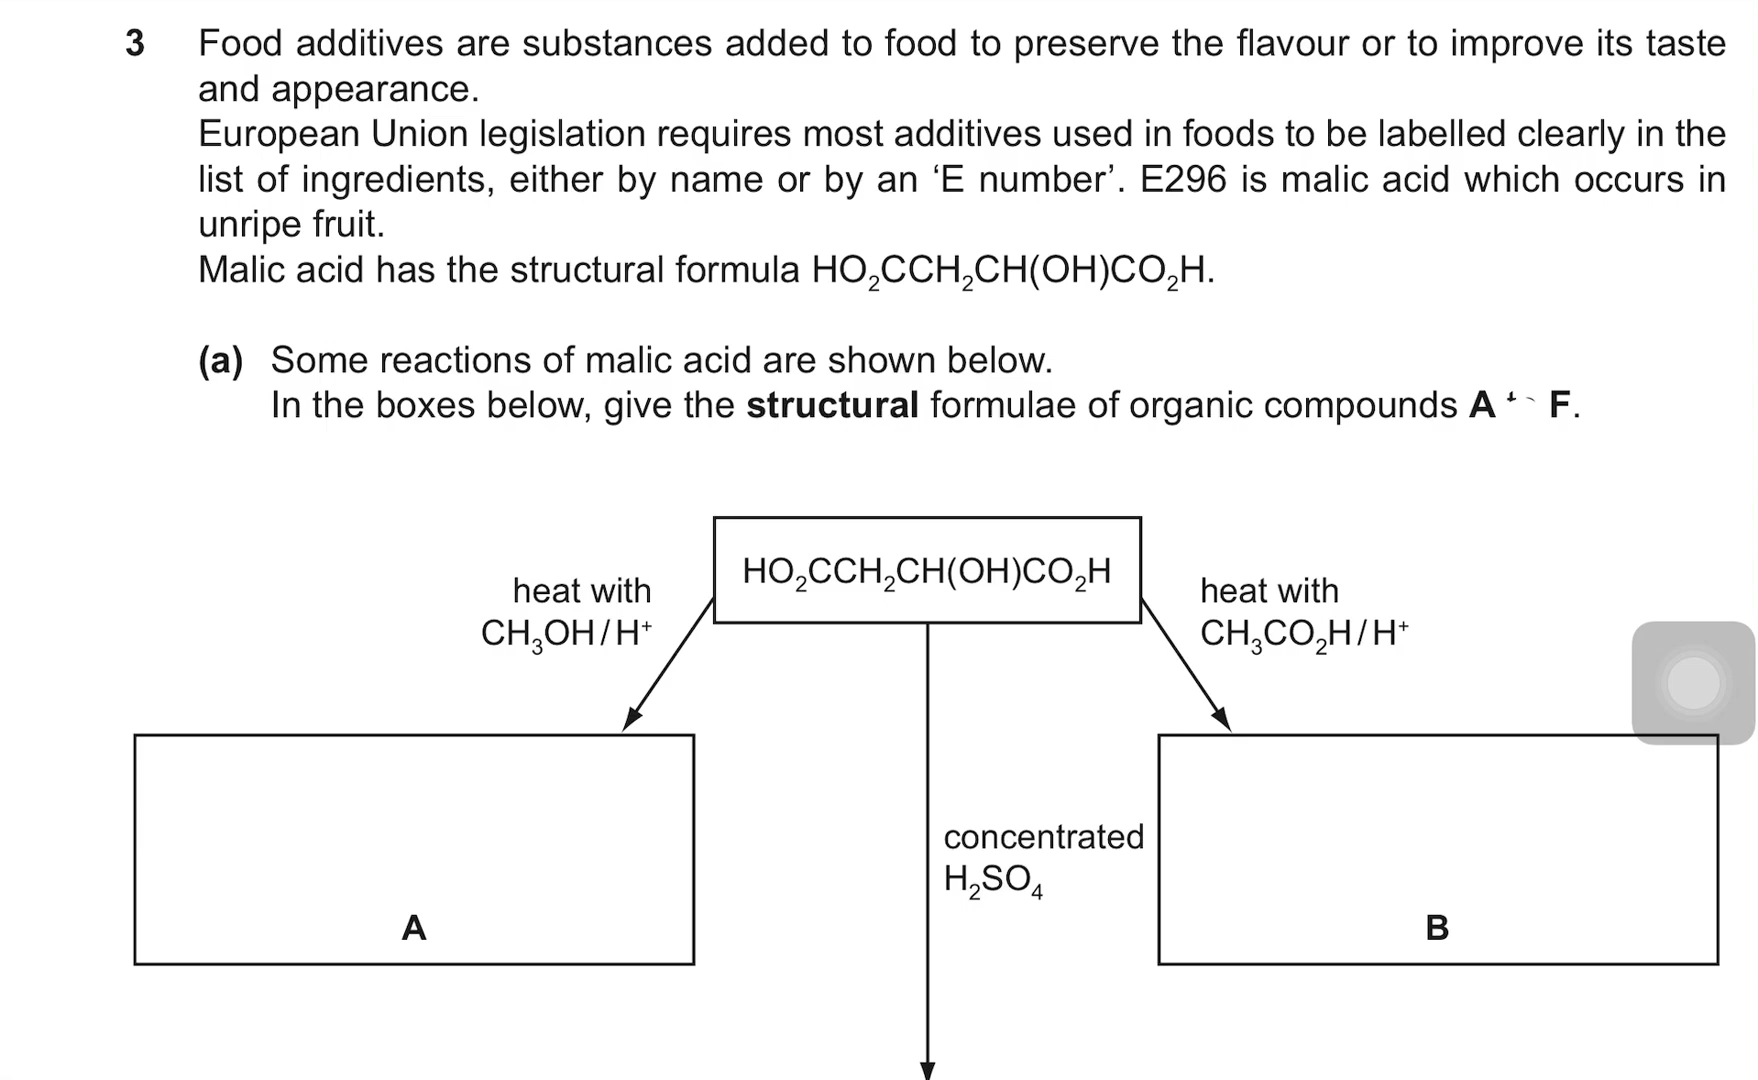 3 Food additives are substances added to food to preserve the flavour or to improve its taste
and appearance.
European Union legislation requires most additives used in foods to be labelled clearly in the
list of ingredients, either by name or by an ‘E number’. E296 is malic acid which occurs in
unripe fruit.
Malic acid has the structural formula HO₂CCH₂CH(OH)CO₂H.
(a) Some reactions of malic acid are shown below.
In the boxes below, give the structural formulae of organic compounds A F.
HO₂CCH₂CH(OH)CO₂H
heat with
CH₃OH/H⁺
heat with
CH₃CO₂H/H⁺
concentrated
H₂SO₄
A
B